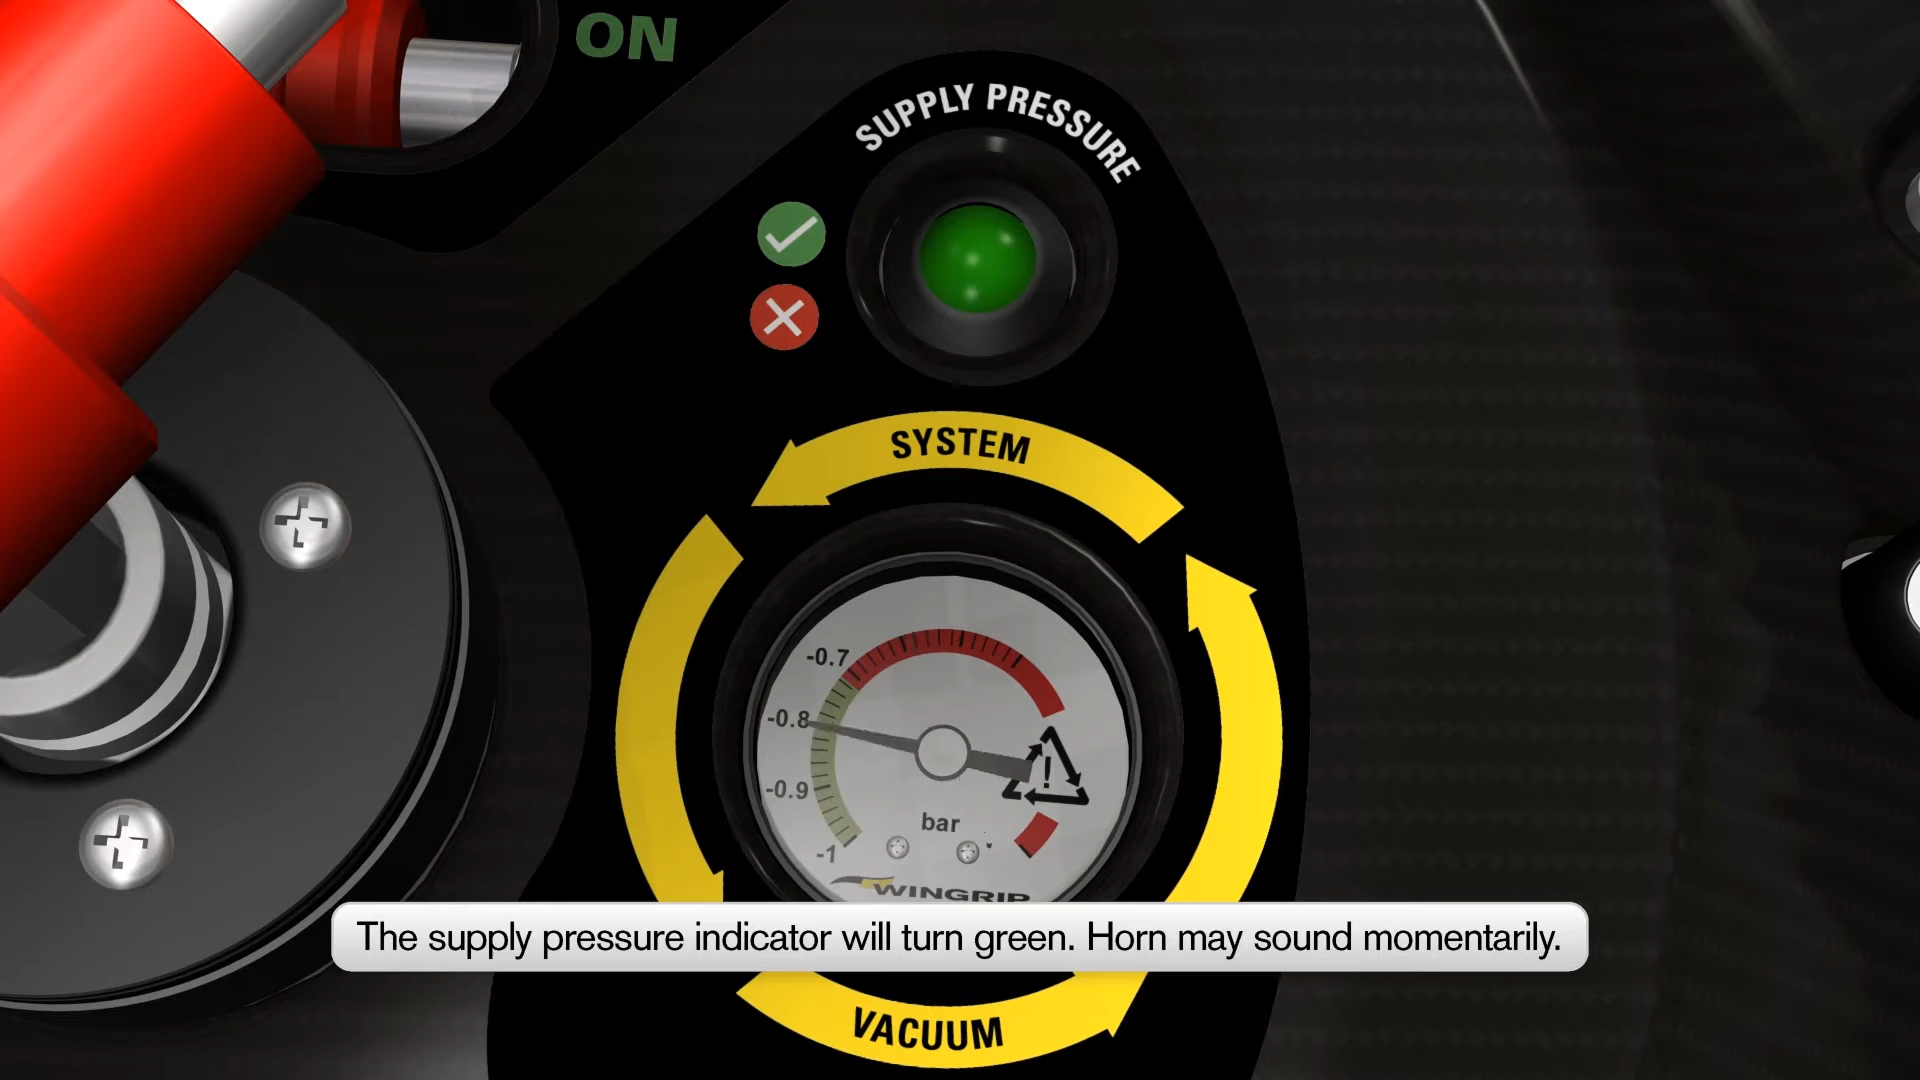 ON
SUPPLY PRESSURE
SYSTEM
-0.7
-0.8
-0.9
-1
bar
!
WINGRIP
The supply pressure indicator will turn green. Horn may sound momentarily.
VACUUM